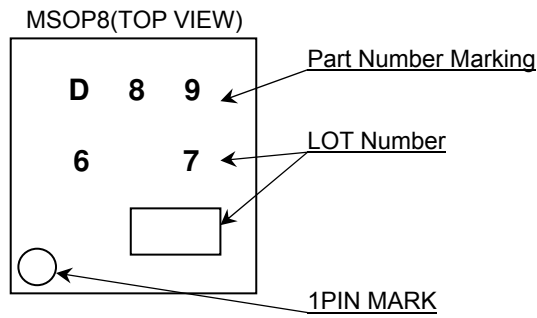 MSOP8(TOP VIEW)
Part Number Marking
D 8 9
LOT Number
6 7
1PIN MARK